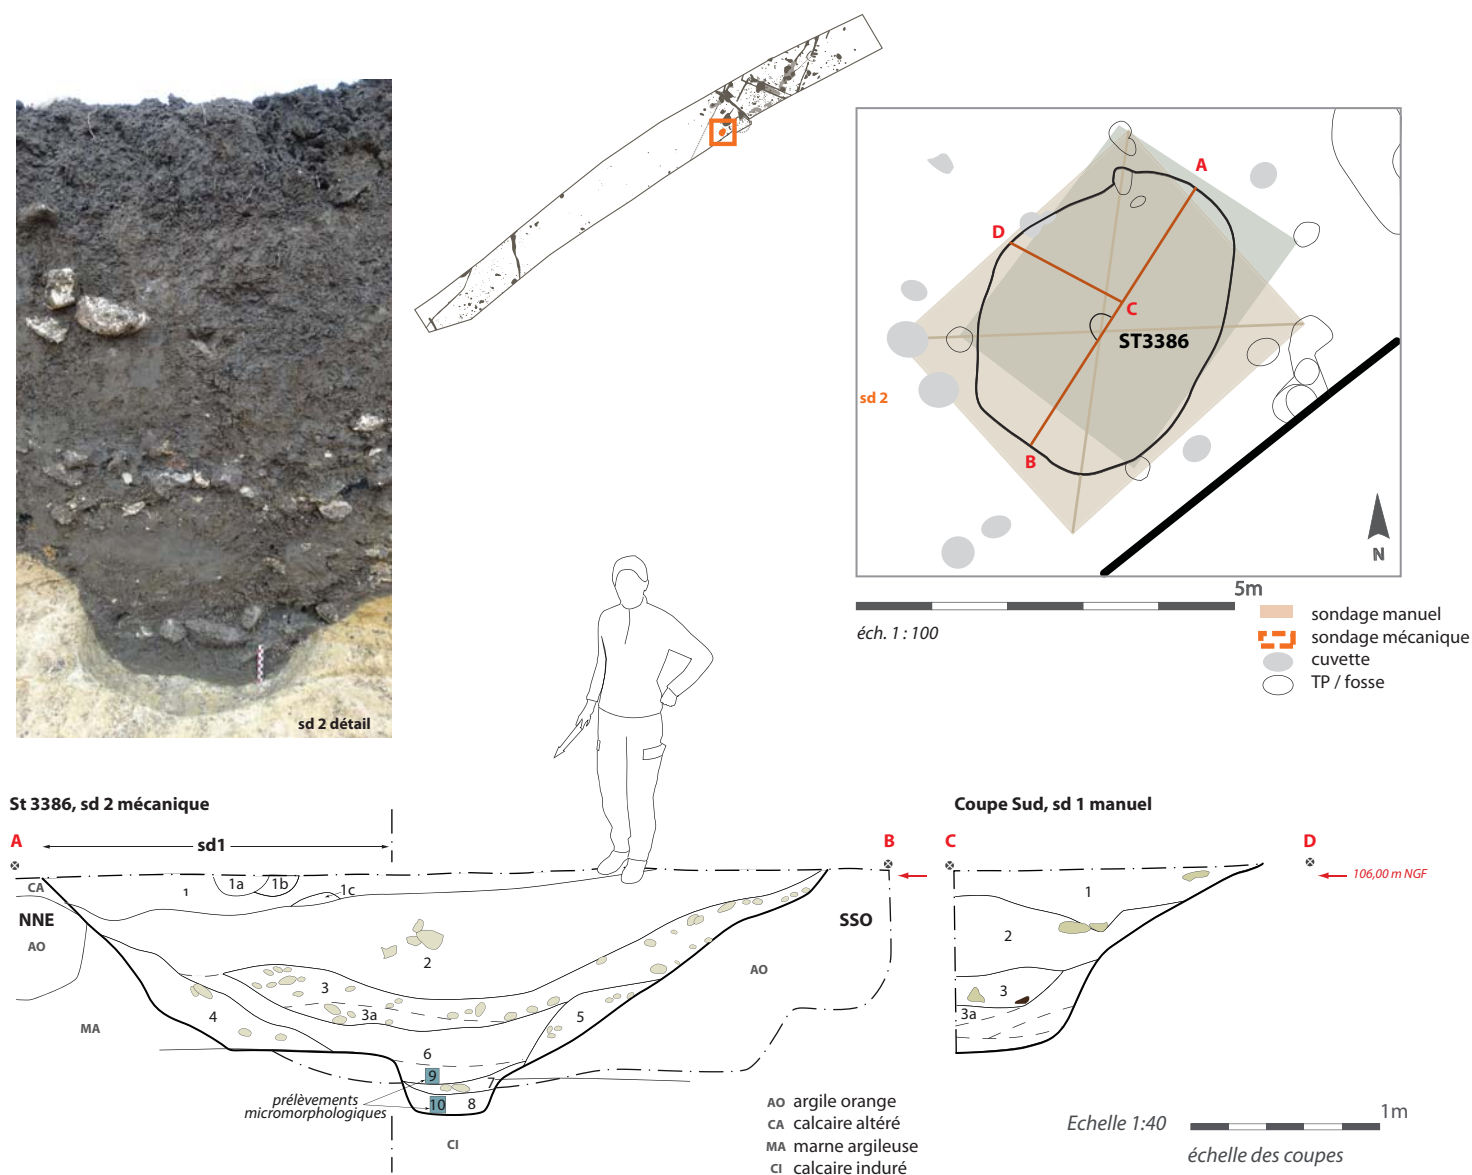 sd 2 détail
A
D
C
ST3386
sd 2
B
N
5m
éch. 1 : 100
sondage manuel
sondage mécanique
cuvette
TP / fosse
St 3386, sd 2 mécanique
Coupe Sud, sd 1 manuel
A
sd1
B
C
D
106,00 m NGF
CA
1
1a
1b
1c
1
NNE
SSO
AO
2
2
AO
3
3
3a
3a
4
5
MA
6
9
7
prélèvements
micromorphologiques
10
8
CI
AO argile orange
CA calcaire altéré
MA marne argileuse
CI calcaire induré
Echelle 1:40
1m
échelle des coupes